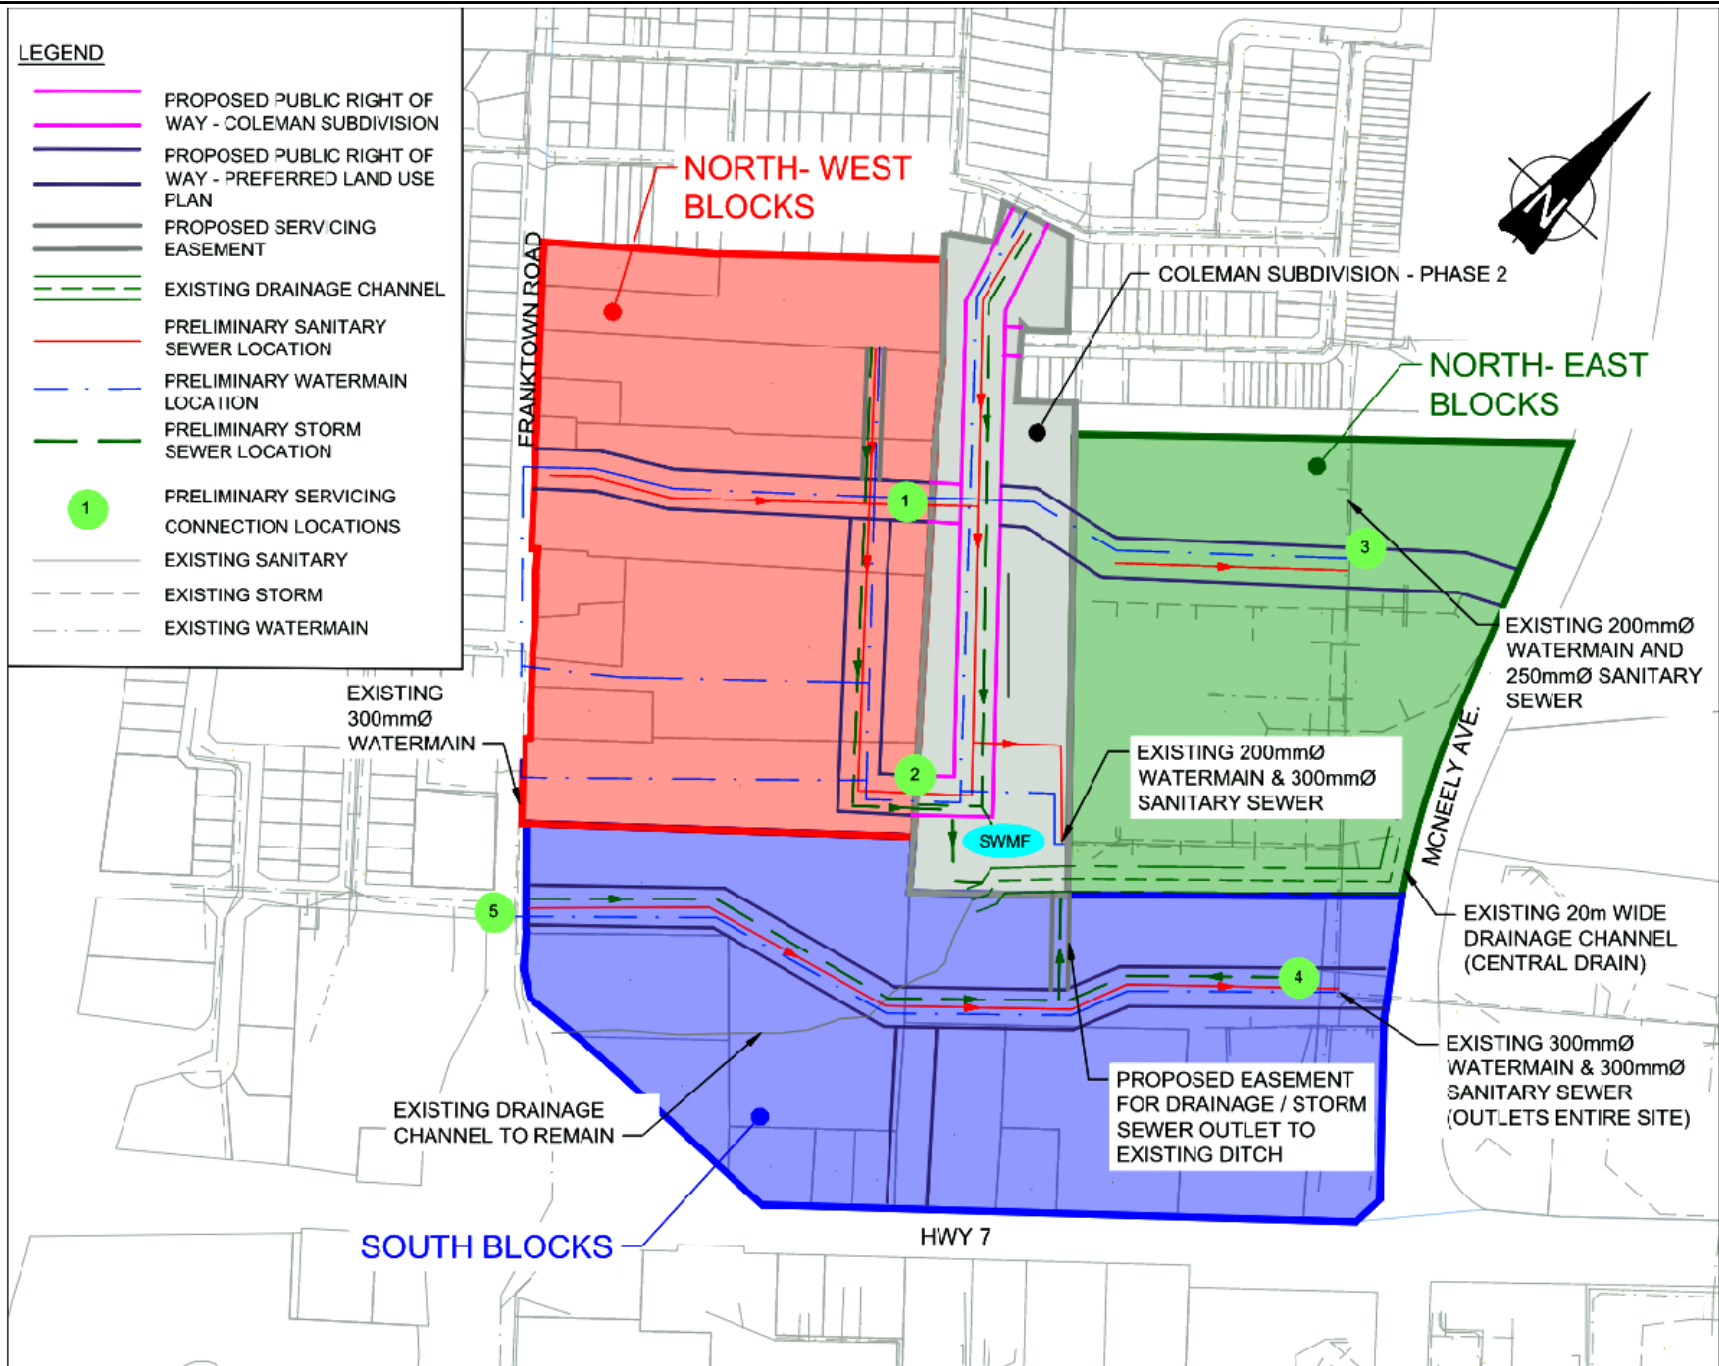 LEGEND
PROPOSED PUBLIC RIGHT OF
WAY - COLEMAN SUBDIVISION
PROPOSED PUBLIC RIGHT OF
WAY - PREFERRED LAND USE
PLAN
PROPOSED SERVICING
EASEMENT
EXISTING DRAINAGE CHANNEL
PRELIMINARY SANITARY
SEWER LOCATION
PRELIMINARY WATERMAIN
LOCATION
PRELIMINARY STORM
SEWER LOCATION
1
PRELIMINARY SERVICING
CONNECTION LOCATIONS
EXISTING SANITARY
EXISTING STORM
EXISTING WATERMAIN
NORTH- WEST
BLOCKS
FRANKTOWN ROAD
N
COLEMAN SUBDIVISION - PHASE 2
NORTH- EAST
BLOCKS
1
3
EXISTING 200mmØ
WATERMAIN AND
250mmØ SANITARY
SEWER
EXISTING
300mmØ
WATERMAIN
2
EXISTING 200mmØ
WATERMAIN & 300mmØ
SANITARY SEWER
MCNEELY AVE.
SWMF
5
EXISTING 20m WIDE
DRAINAGE CHANNEL
(CENTRAL DRAIN)
4
EXISTING 300mmØ
WATERMAIN & 300mmØ
SANITARY SEWER
(OUTLETS ENTIRE SITE)
PROPOSED EASEMENT
FOR DRAINAGE / STORM
SEWER OUTLET TO
EXISTING DITCH
EXISTING DRAINAGE
CHANNEL TO REMAIN
SOUTH BLOCKS
HWY 7